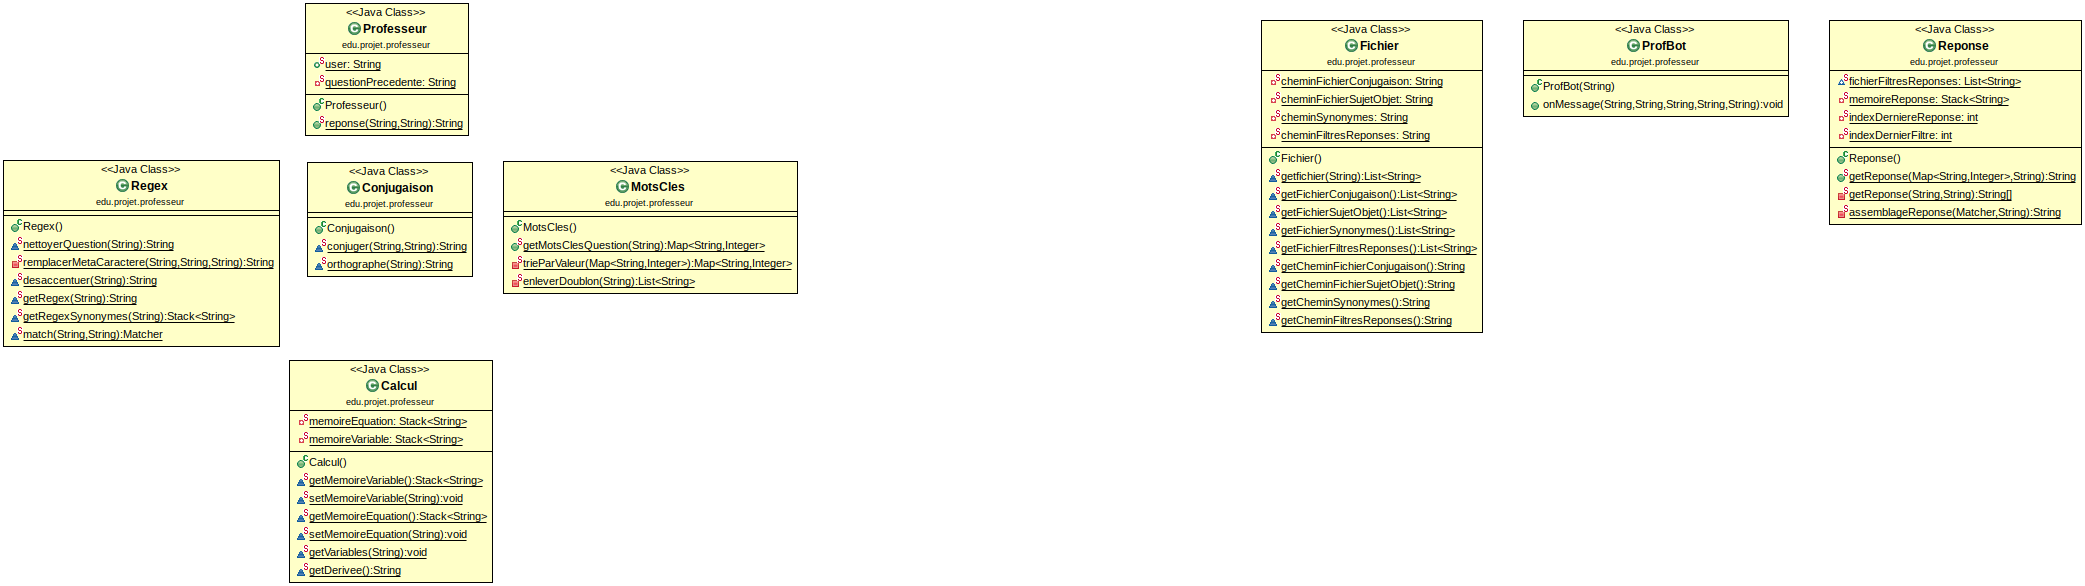 <<Java Class>>
Professeur
edu.projet.professeur
user: String
questionPrecedente: String
Professeur()
reponse(String,String):String
<<Java Class>>
Regex
edu.projet.professeur
Regex()
nettoyerQuestion(String):String
remplacerMetaCaractere(String,String,String):String
desaccentuer(String):String
getRegex(String):String
getRegexSynonymes(String):Stack<String>
match(String,String):Matcher
<<Java Class>>
Conjugaison
edu.projet.professeur
Conjugaison()
conjuger(String,String):String
orthographe(String):String
<<Java Class>>
MotsCles
edu.projet.professeur
MotsCles()
getMotsClesQuestion(String):Map<String,Integer>
trieParValeur(Map<String,Integer>):Map<String,Integer>
enleverDoublon(String):List<String>
<<Java Class>>
Calcul
edu.projet.professeur
memoireEquation: Stack<String>
memoireVariable: Stack<String>
Calcul()
getMemoireVariable():Stack<String>
setMemoireVariable(String):void
getMemoireEquation():Stack<String>
setMemoireEquation(String):void
getVariables(String):void
getDerivee():String
<<Java Class>>
Fichier
edu.projet.professeur
cheminFichierConjugaison: String
cheminFichierSujetObjet: String
cheminSynonymes: String
cheminFiltresReponses: String
Fichier()
getfichier(String):List<String>
getFichierConjugaison():List<String>
getFichierSujetObjet():List<String>
getFichierSynonymes():List<String>
getFichierFiltresReponses():List<String>
getCheminFichierConjugaison():String
getCheminFichierSujetObjet():String
getCheminSynonymes():String
getCheminFiltresReponses():String
<<Java Class>>
ProfBot
edu.projet.professeur
ProfBot(String)
onMessage(String,String,String,String,String):void
<<Java Class>>
Reponse
edu.projet.professeur
fichierFiltresReponses: List<String>
memoireReponse: Stack<String>
indexDerniereReponse: int
indexDernierFiltre: int
Reponse()
getReponse(Map<String,Integer>,String):String
getReponse(String,String):String[]
assemblageReponse(Matcher,String):String